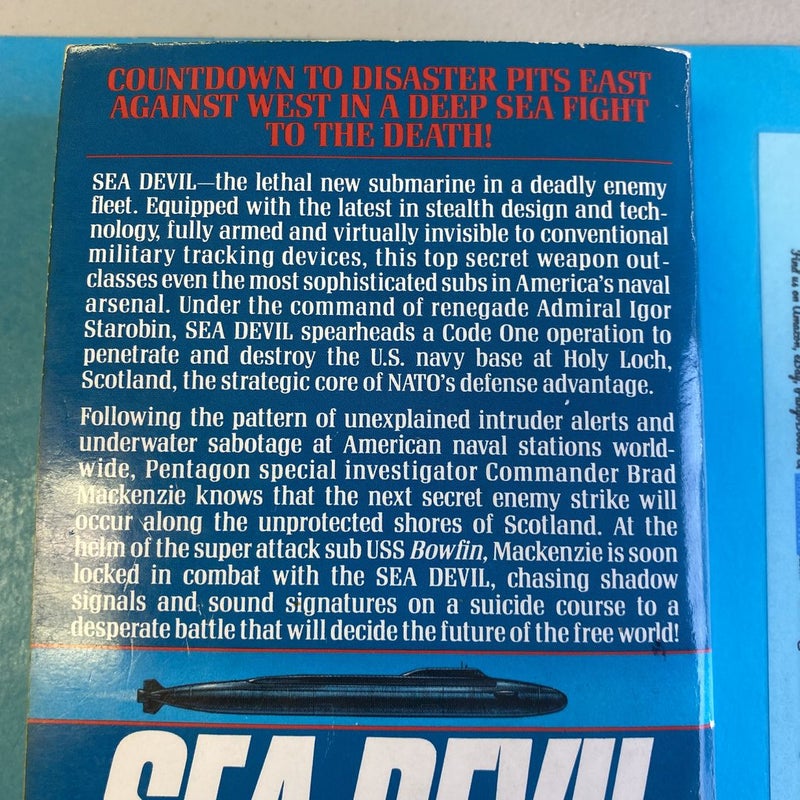 COUNTDOWN TO DISASTER PITS EAST
AGAINST WEST IN A DEEP SEA FIGHT
TO THE DEATH!
SEA DEVIL—the lethal new submarine in a deadly enemy
fleet. Equipped with the latest in stealth design and tech-
nology, fully armed and virtually invisible to conventional
military tracking devices, this top secret weapon out-
classes even the most sophisticated subs in America's naval
arsenal. Under the command of renegade Admiral Igor
Starobin, SEA DEVIL spearheads a Code One operation to
penetrate and destroy the U.S. navy base at Holy Loch,
Scotland, the strategic core of NATO's defense advantage.
Following the pattern of unexplained intruder alerts and
underwater sabotage at American naval stations world-
wide, Pentagon special investigator Commander Brad
Mackenzie knows that the next secret enemy strike will
occur along the unprotected shores of Scotland. At the
helm of the super attack sub USS Bowfin, Mackenzie is soon
locked in combat with the SEA DEVIL, chasing shadow
signals and sound signatures on a suicide course to a
desperate battle that will decide the future of the free world!
SEA DEVIL
Find us on Amazon,